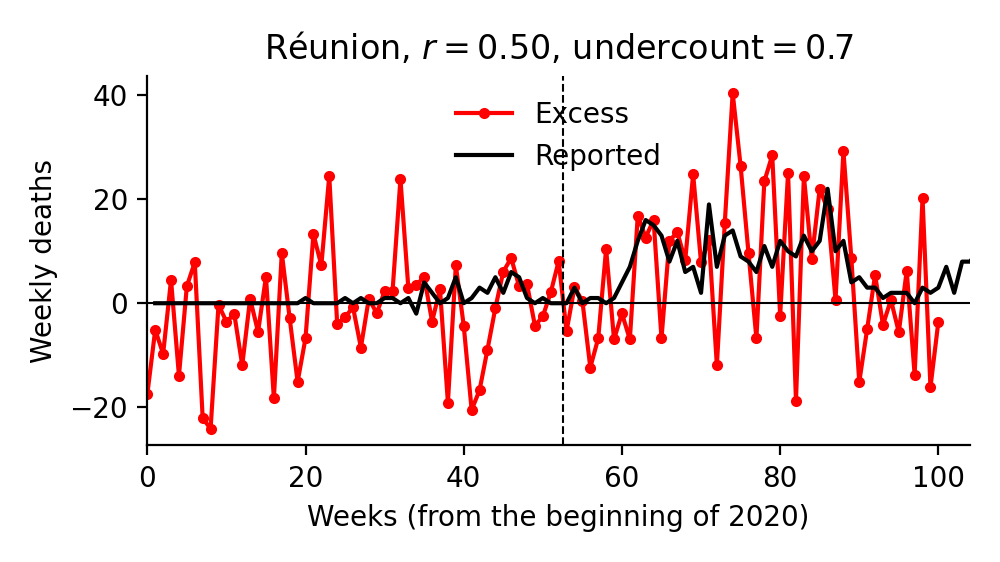 Réunion, r = 0.50, undercount = 0.7
Excess
Reported
Weekly deaths
40
20
0
−20
0 20 40 60 80 100
Weeks (from the beginning of 2020)